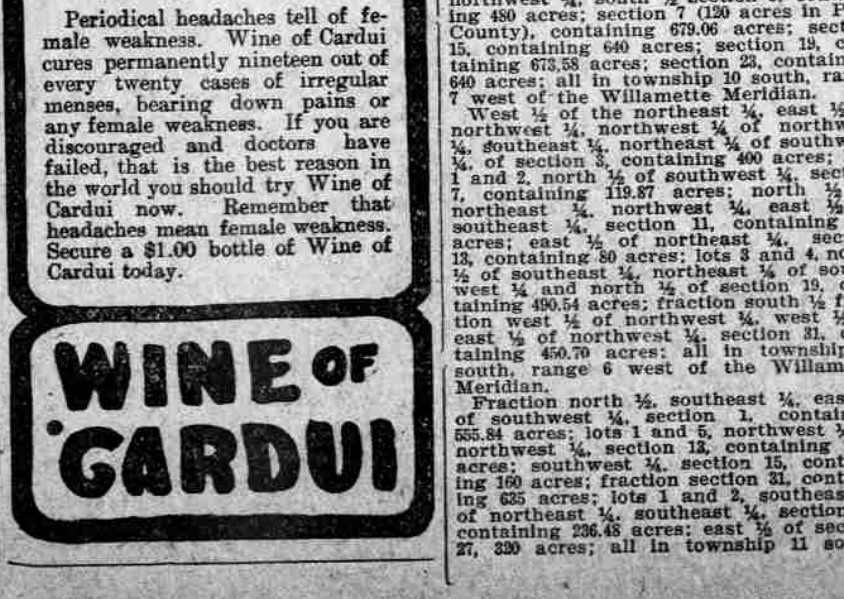 Periodical headaches tell of fe-
male weakness. Wine of Cardui
cures permanently nineteen out of
every twenty cases of irregular
menses, bearing down pains or
any female weakness. If you are
discouraged and doctors have
failed, that is the best reason in
the world you should try Wine of
Cardui now. Remember that
headaches mean female weakness.
Secure a $1.00 bottle of Wine of
Cardui today.
WINE OF
CARDUI
ing 480 acres; section 7 (120 acres in
County), containing 679.06 acres;
15, containing 640 acres; section 19,
taining 673.58 acres; section 23,
640 acres; all in township 10 south,
7 west of the Willamette Meridian.
West ½ of the northeast ¼, east
northwest ¼, northwest ¼ of
¼, Southeast ¼, northeast ¼ of
¼, of section 3, containing 400 acres;
1 and 2, north ½ of southwest ¼,
7, containing 119.87 acres; north ½
northeast ¼, northwest ¼, east
southeast ¼, section 11, containing
acres; east ½ of northeast ¼,
13, containing 80 acres; lots 3 and 4,
½ of southeast ¼, northeast ¼ of
west ¼ and north ½ of section 19,
taining 490.54 acres; fraction south ½
tion west ½ of northwest ¼, west
east ½ of northwest ¼, section 31,
taining 450.70 acres; all in township
south, range 6 west of the
Meridian.
Fraction north ½, southeast ¼,
of southwest ¼, section 1,
555.84 acres; lots 1 and 5, northwest
northwest ¼, section 13, containing
acres; southwest ¼, section 15,
ing 160 acres; fraction section 31,
ing 635 acres; lots 1 and 2,
of northeast ¼, southeast ¼, section
containing 236.48 acres; east ½ of
27, 320 acres; all in township 11